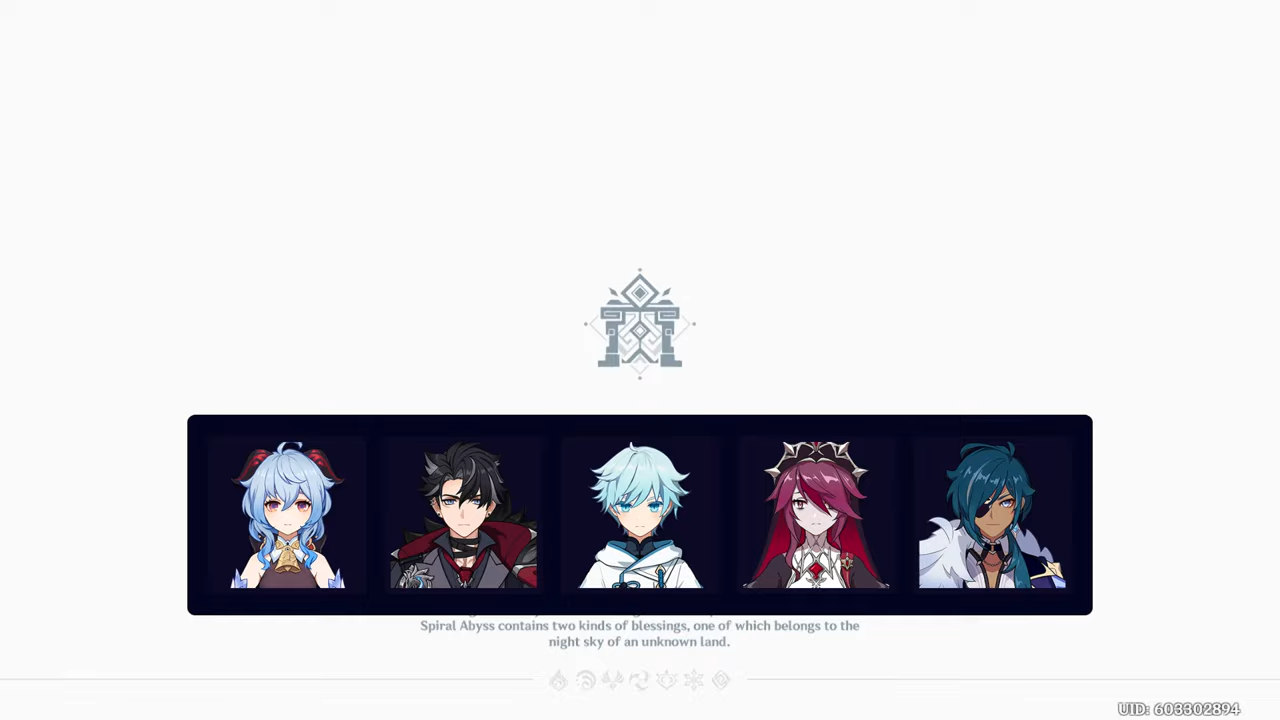 Spiral Abyss contains two kinds of blessings, one of which belongs to the
night sky of an unknown land.
UID: 603302894